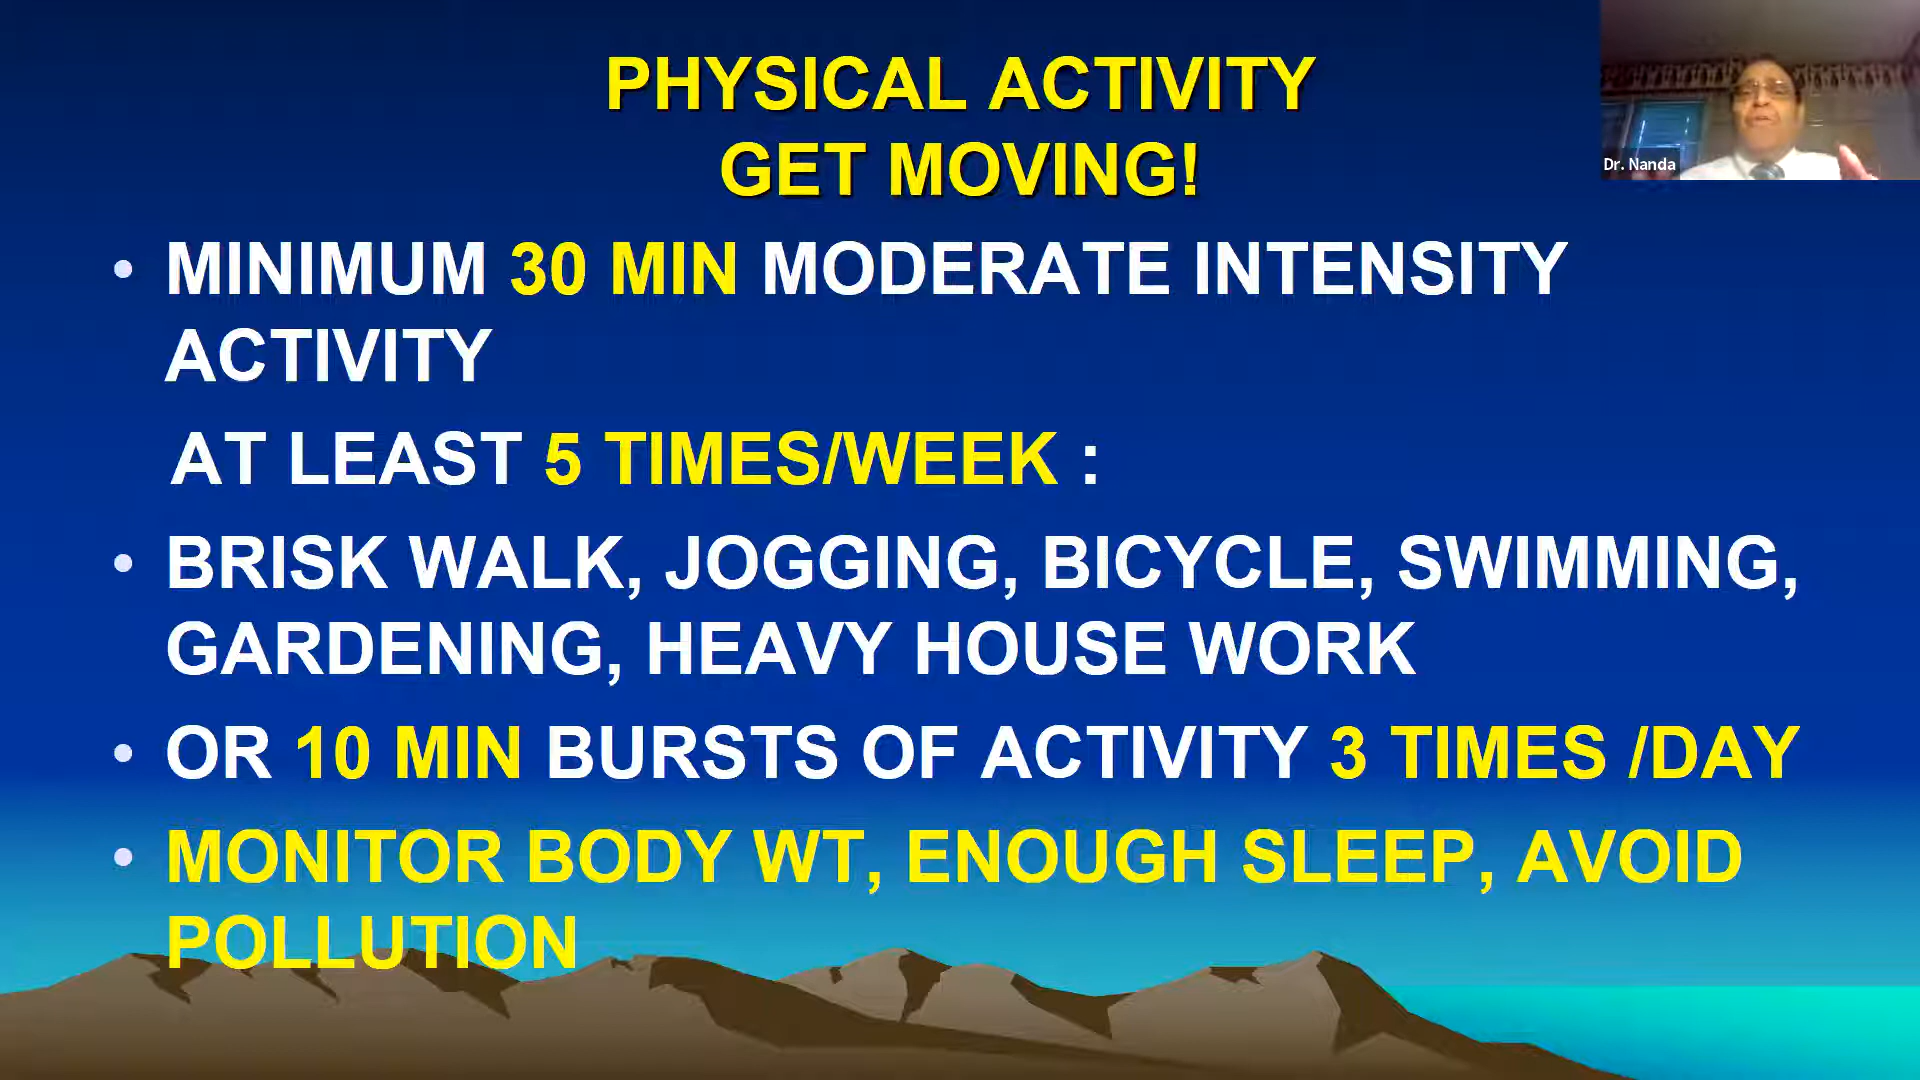 PHYSICAL ACTIVITY
GET MOVING!
Dr. Nanda
• MINIMUM 30 MIN MODERATE INTENSITY
ACTIVITY
AT LEAST 5 TIMES/WEEK :
• BRISK WALK, JOGGING, BICYCLE, SWIMMING,
GARDENING, HEAVY HOUSE WORK
• OR 10 MIN BURSTS OF ACTIVITY 3 TIMES /DAY
• MONITOR BODY WT, ENOUGH SLEEP, AVOID
POLLUTION